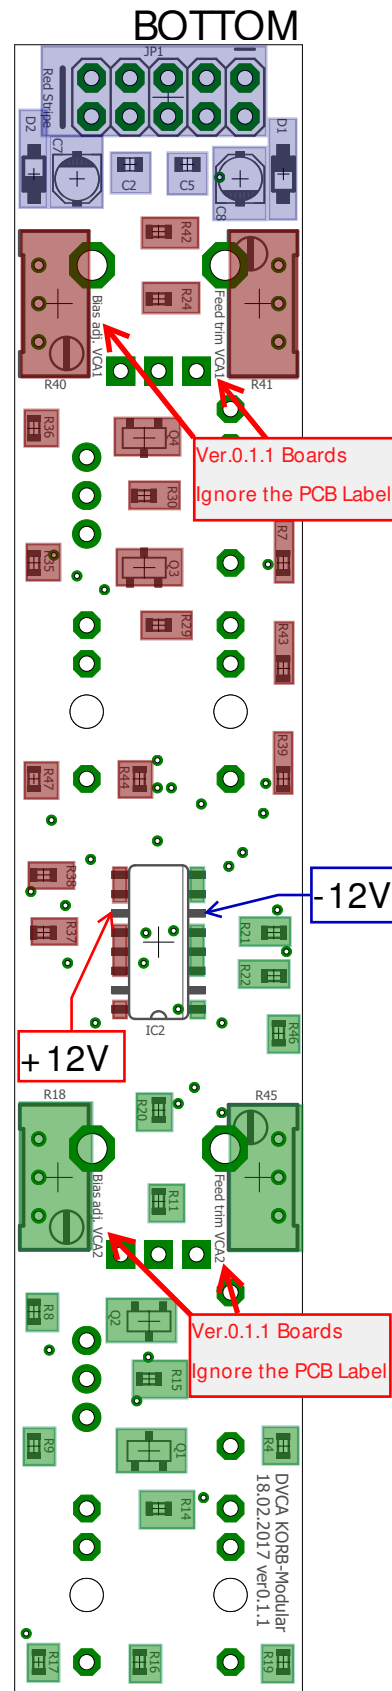 BOTTOM
JP1
Red Stripe
D2
C7
C2
C5
C8
D1
R42
R24
Bias adj. VCA1
Feed trim VCA1
R40
R41
R36
Q4
Ver.0.1.1 Boards
Ignore the PCB Label
R30
R7
R35
Q3
R29
R43
R39
R47
R44
R38
-12V
R37
R21
R22
IC2
R46
+12V
R18
R45
R20
R11
Bias adj. VCA2
Feed trim VCA2
R8
Q2
Ver.0.1.1 Boards
Ignore the PCB Label
R15
R9
Q1
R4
R14
DVCA KORB-Modular
18.02.2017 ver0.1.1
R17
R16
R19